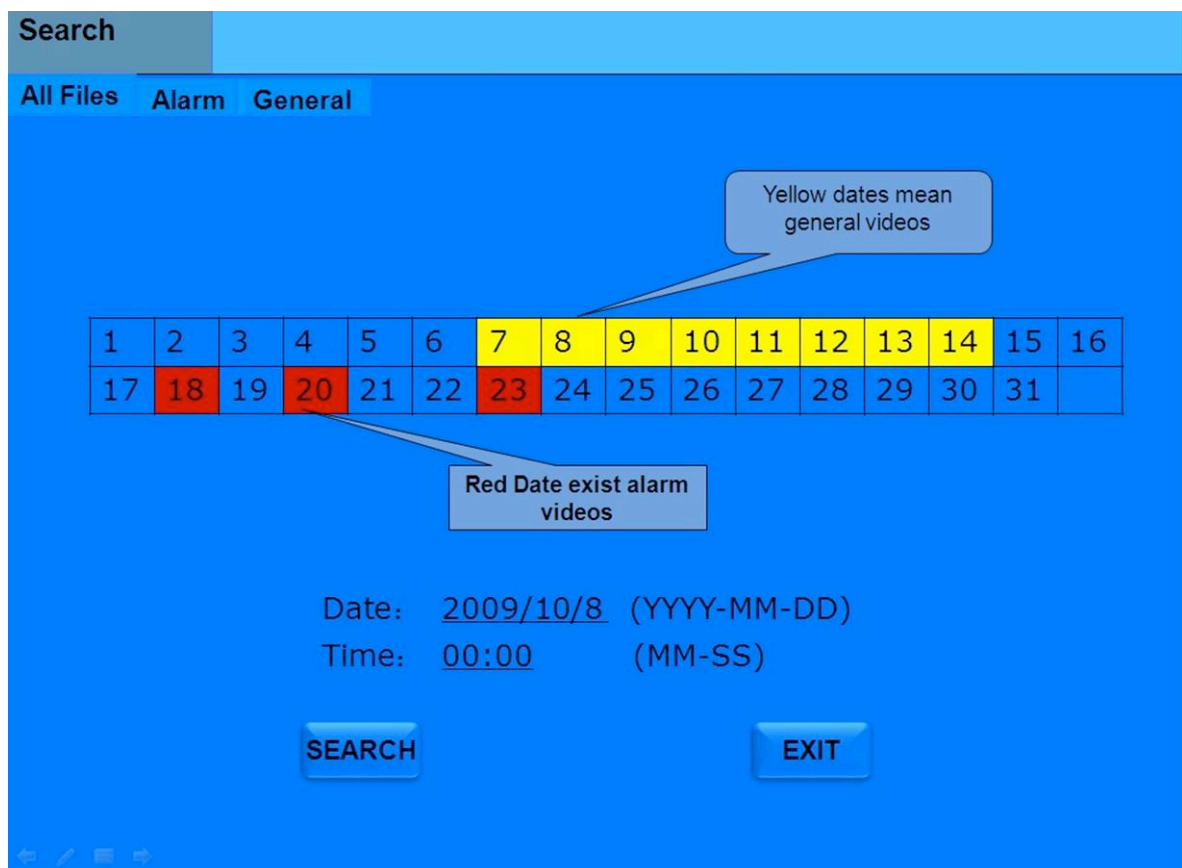 Search
All Files Alarm General
Yellow dates mean
general videos
1 2 3 4 5 6 7 8 9 10 11 12 13 14 15 16
17 18 19 20 21 22 23 24 25 26 27 28 29 30 31
Red Date exist alarm
videos
Date: 2009/10/8 (YYYY-MM-DD)
Time: 00:00 (MM-SS)
SEARCH EXIT